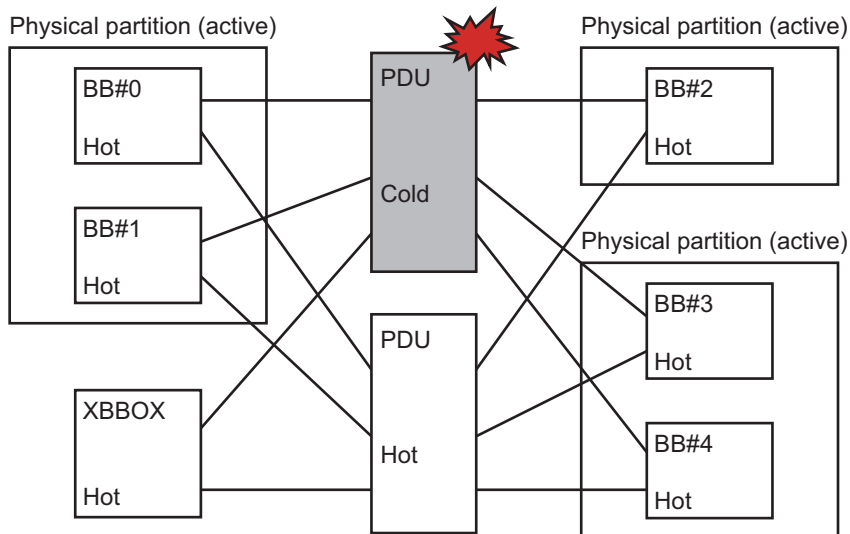 Physical partition (active)
BB#0
Hot
BB#1
Hot
XBBOX
Hot
PDU
Cold
PDU
Hot
Physical partition (active)
BB#2
Hot
Physical partition (active)
BB#3
Hot
BB#4
Hot